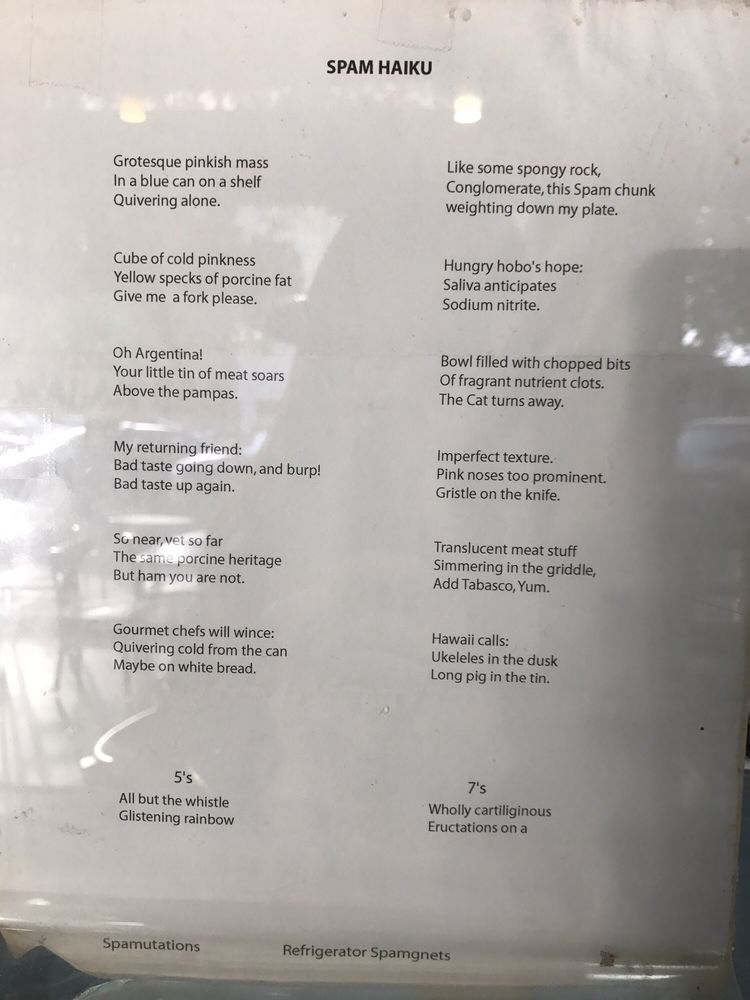 SPAM HAIKU
Grotesque pinkish mass
In a blue can on a shelf
Quivering alone.
Cube of cold pinkness
Yellow specks of porcine fat
Give me a fork please.
Oh Argentina!
Your little tin of meat soars
Above the pampas.
My returning friend:
Bad taste going down, and burp!
Bad taste up again.
So near, yet so far
The same porcine heritage
But ham you are not.
Gourmet chefs will wince:
Quivering cold from the can
Maybe on white bread.
Like some spongy rock,
Conglomerate, this Spam chunk
weighting down my plate.
Hungry hobo's hope:
Saliva anticipates
Sodium nitrite.
Bowl filled with chopped bits
Of fragrant nutrient clots.
The Cat turns away.
Imperfect texture.
Pink noses too prominent.
Gristle on the knife.
Translucent meat stuff
Simmering in the griddle,
Add Tabasco, Yum.
Hawaii calls:
Ukeleles in the dusk
Long pig in the tin.
5's
All but the whistle
Glistening rainbow
7's
Wholly cartiliginous
Eructations on a
Spamutations
Refrigerator Spamgnets